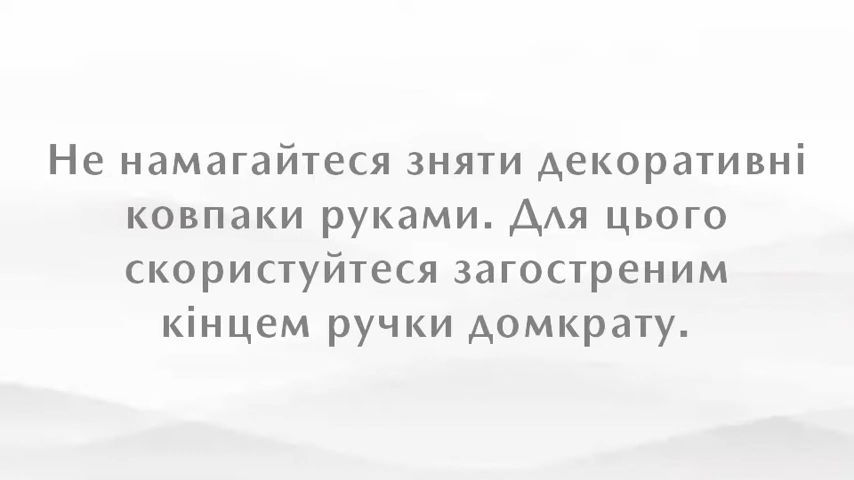 Не намагайтеся зняти декоративні
ковпаки руками. Для цього
скористуйтеся загостреним
кінцем ручки домкрату.